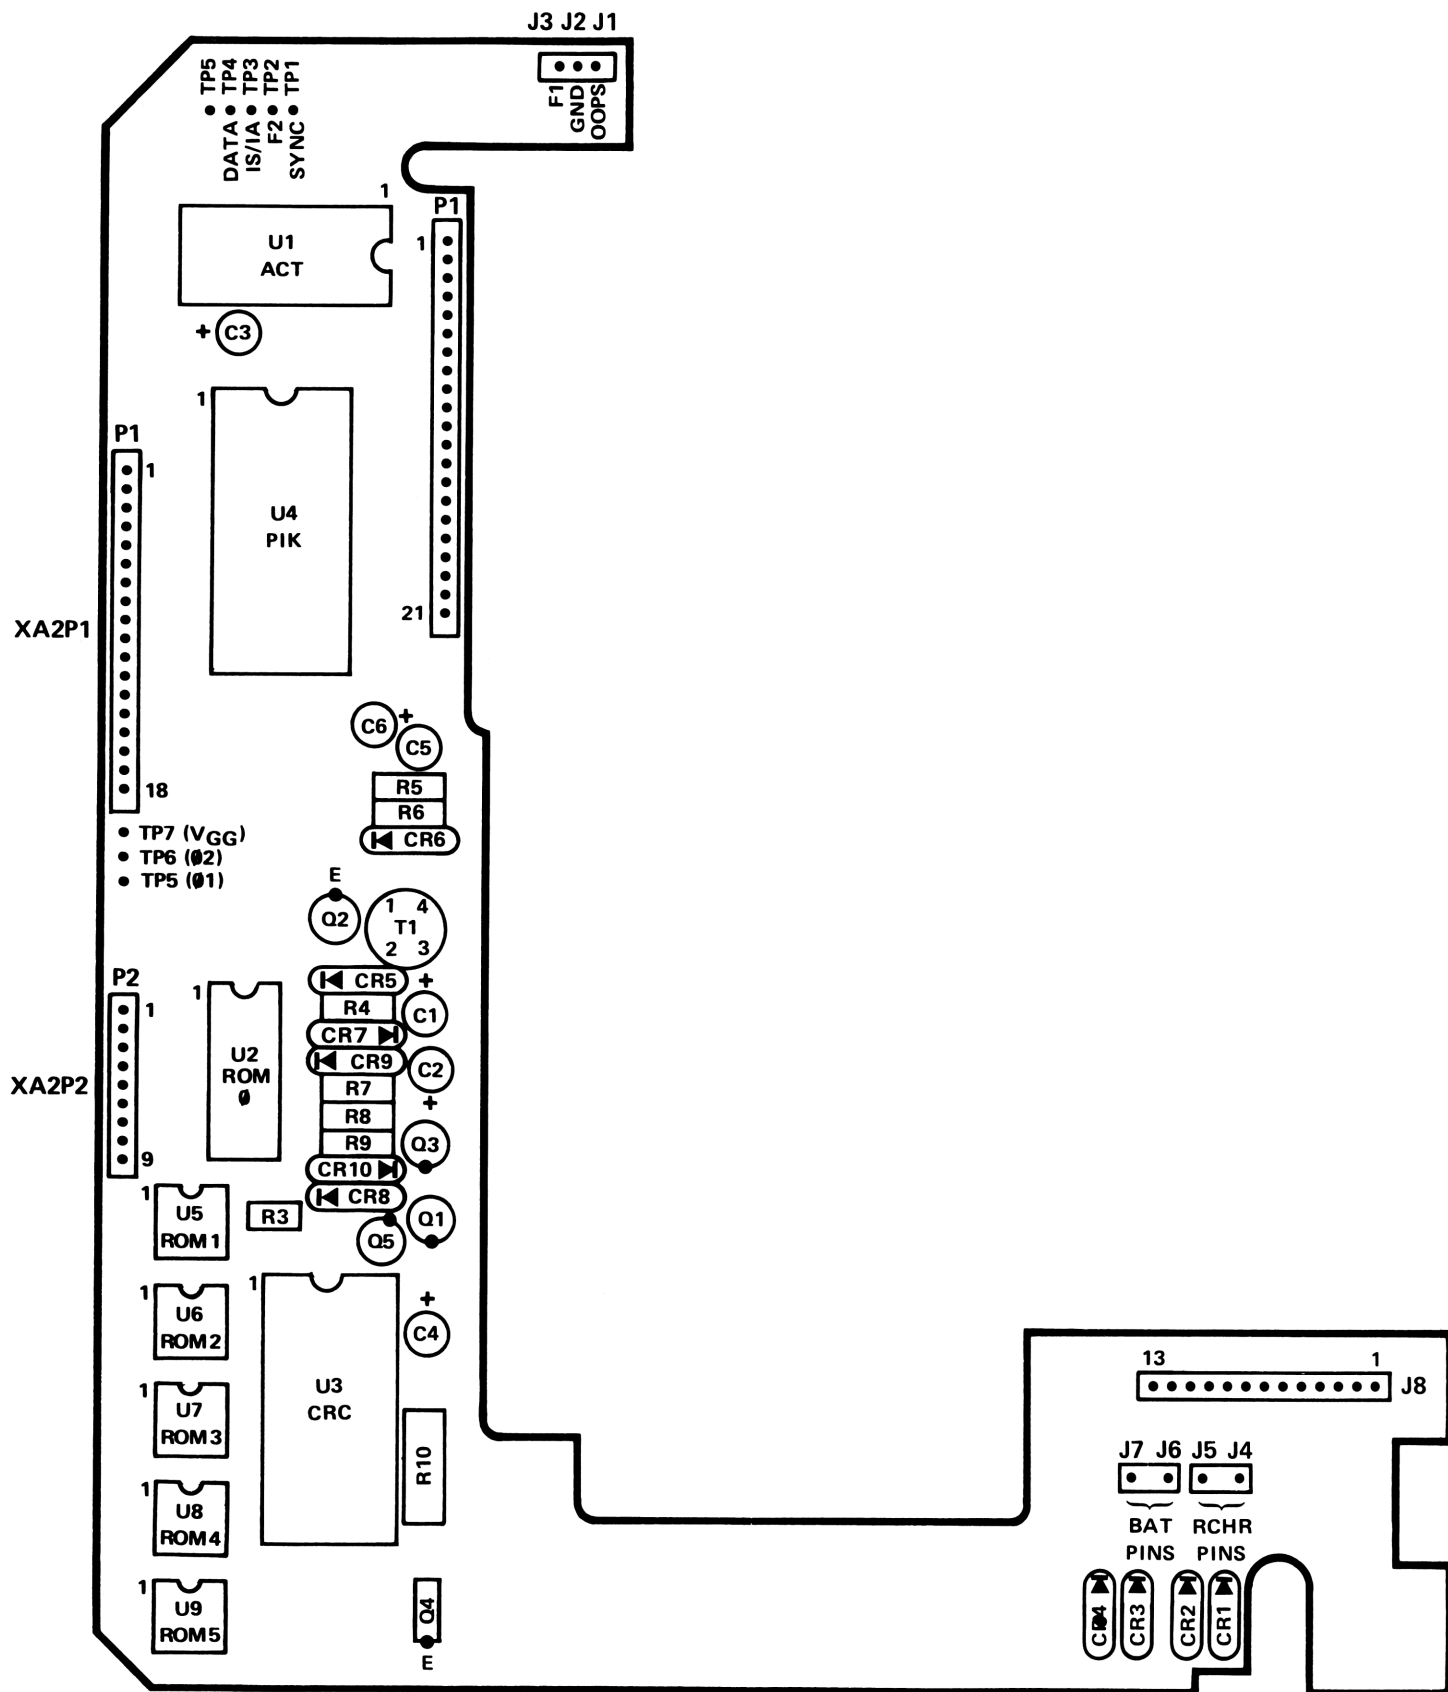 J3 J2 J1
F1
GND
OOPS
TP5
DATA TP4
IS/IA TP3
F2 TP2
SYNC TP1
1
U1
ACT
P1
1
21
+ C3
1
U4
PIK
P1
1
18
XA2P1
C6 +
C5
R5
R6
CR6
TP7 (VGG)
TP6 (Ø2)
TP5 (Ø1)
E
Q2
1 4
T1
2 3
CR5 +
R4 C1
CR7
CR9 C2
R7 +
R8
R9 Q3
CR10
CR8
Q1
Q5
P2
1
9
XA2P2
1
U2
ROM
Ø
1
U5
ROM 1
R3
1
U6
ROM 2
1
U7
ROM 3
1
U8
ROM 4
1
U9
ROM 5
1
U3
CRC
+
C4
R10
Q4
E
13 1
J8
J7 J6 J5 J4
BAT RCHR
PINS PINS
CR4 CR3 CR2 CR1